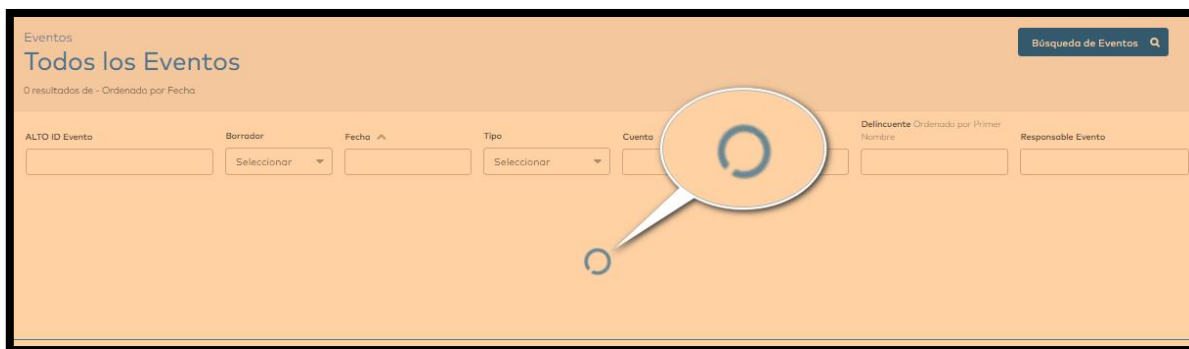 Eventos
Todos los Eventos
Búsqueda de Eventos
0 resultados de - Ordenado por Fecha
ALTO ID Evento
Borrador
Fecha
Tipo
Cuenta
Delincuente Ordenado por Primer
Nombre
Responsable Evento
Seleccionar
Seleccionar